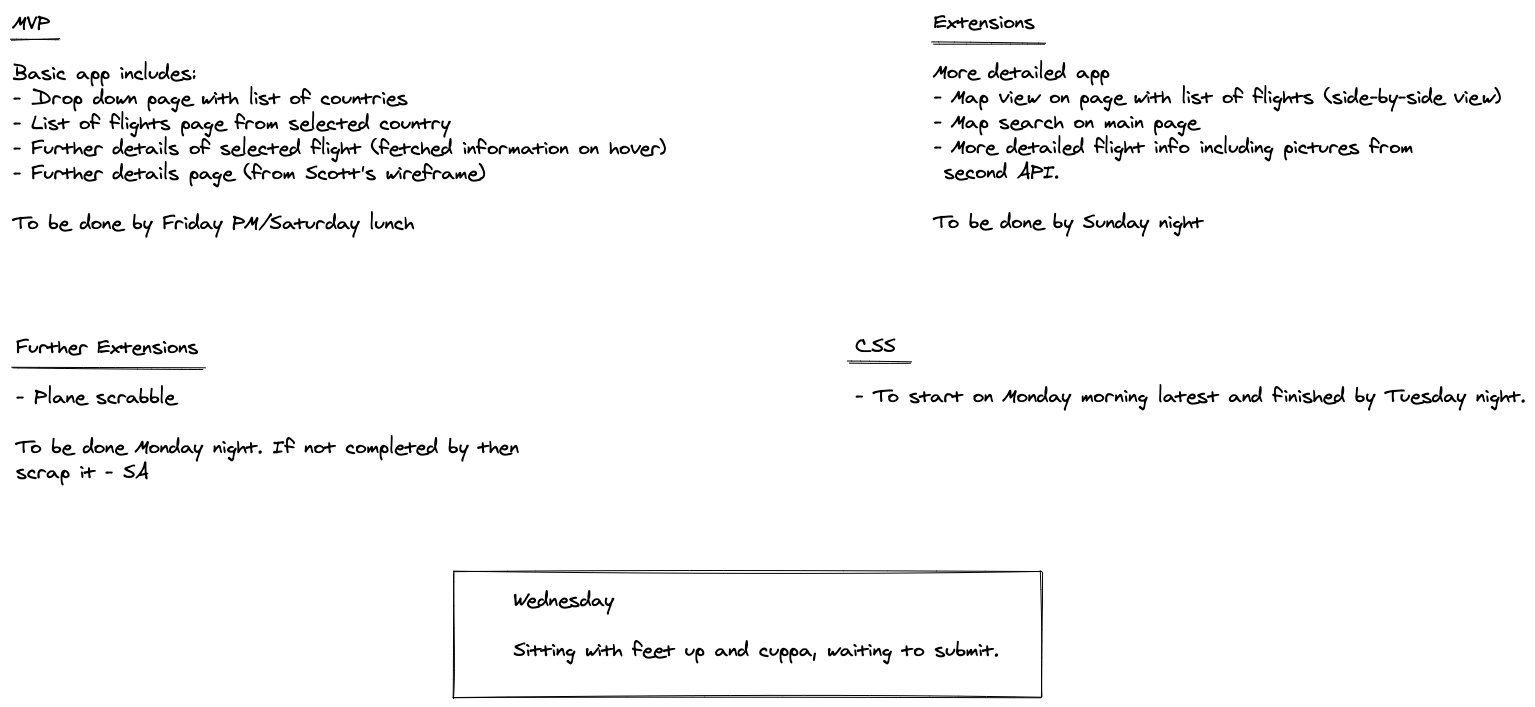 MVP
Basic app includes:
- Drop down page with list of countries
- List of flights page from selected country
- Further details of selected flight (fetched information on hover)
- Further details page (from Scott's wireframe)
To be done by Friday PM/Saturday lunch
Extensions
More detailed app
- Map view on page with list of flights (side-by-side view)
- Map search on main page
- More detailed flight info including pictures from
second API.
To be done by Sunday night
Further Extensions
- Plane scrabble
To be done Monday night. If not completed by then
scrap it - SA
CSS
- To start on Monday morning latest and finished by Tuesday night.
Wednesday
Sitting with feet up and cuppa, waiting to submit.